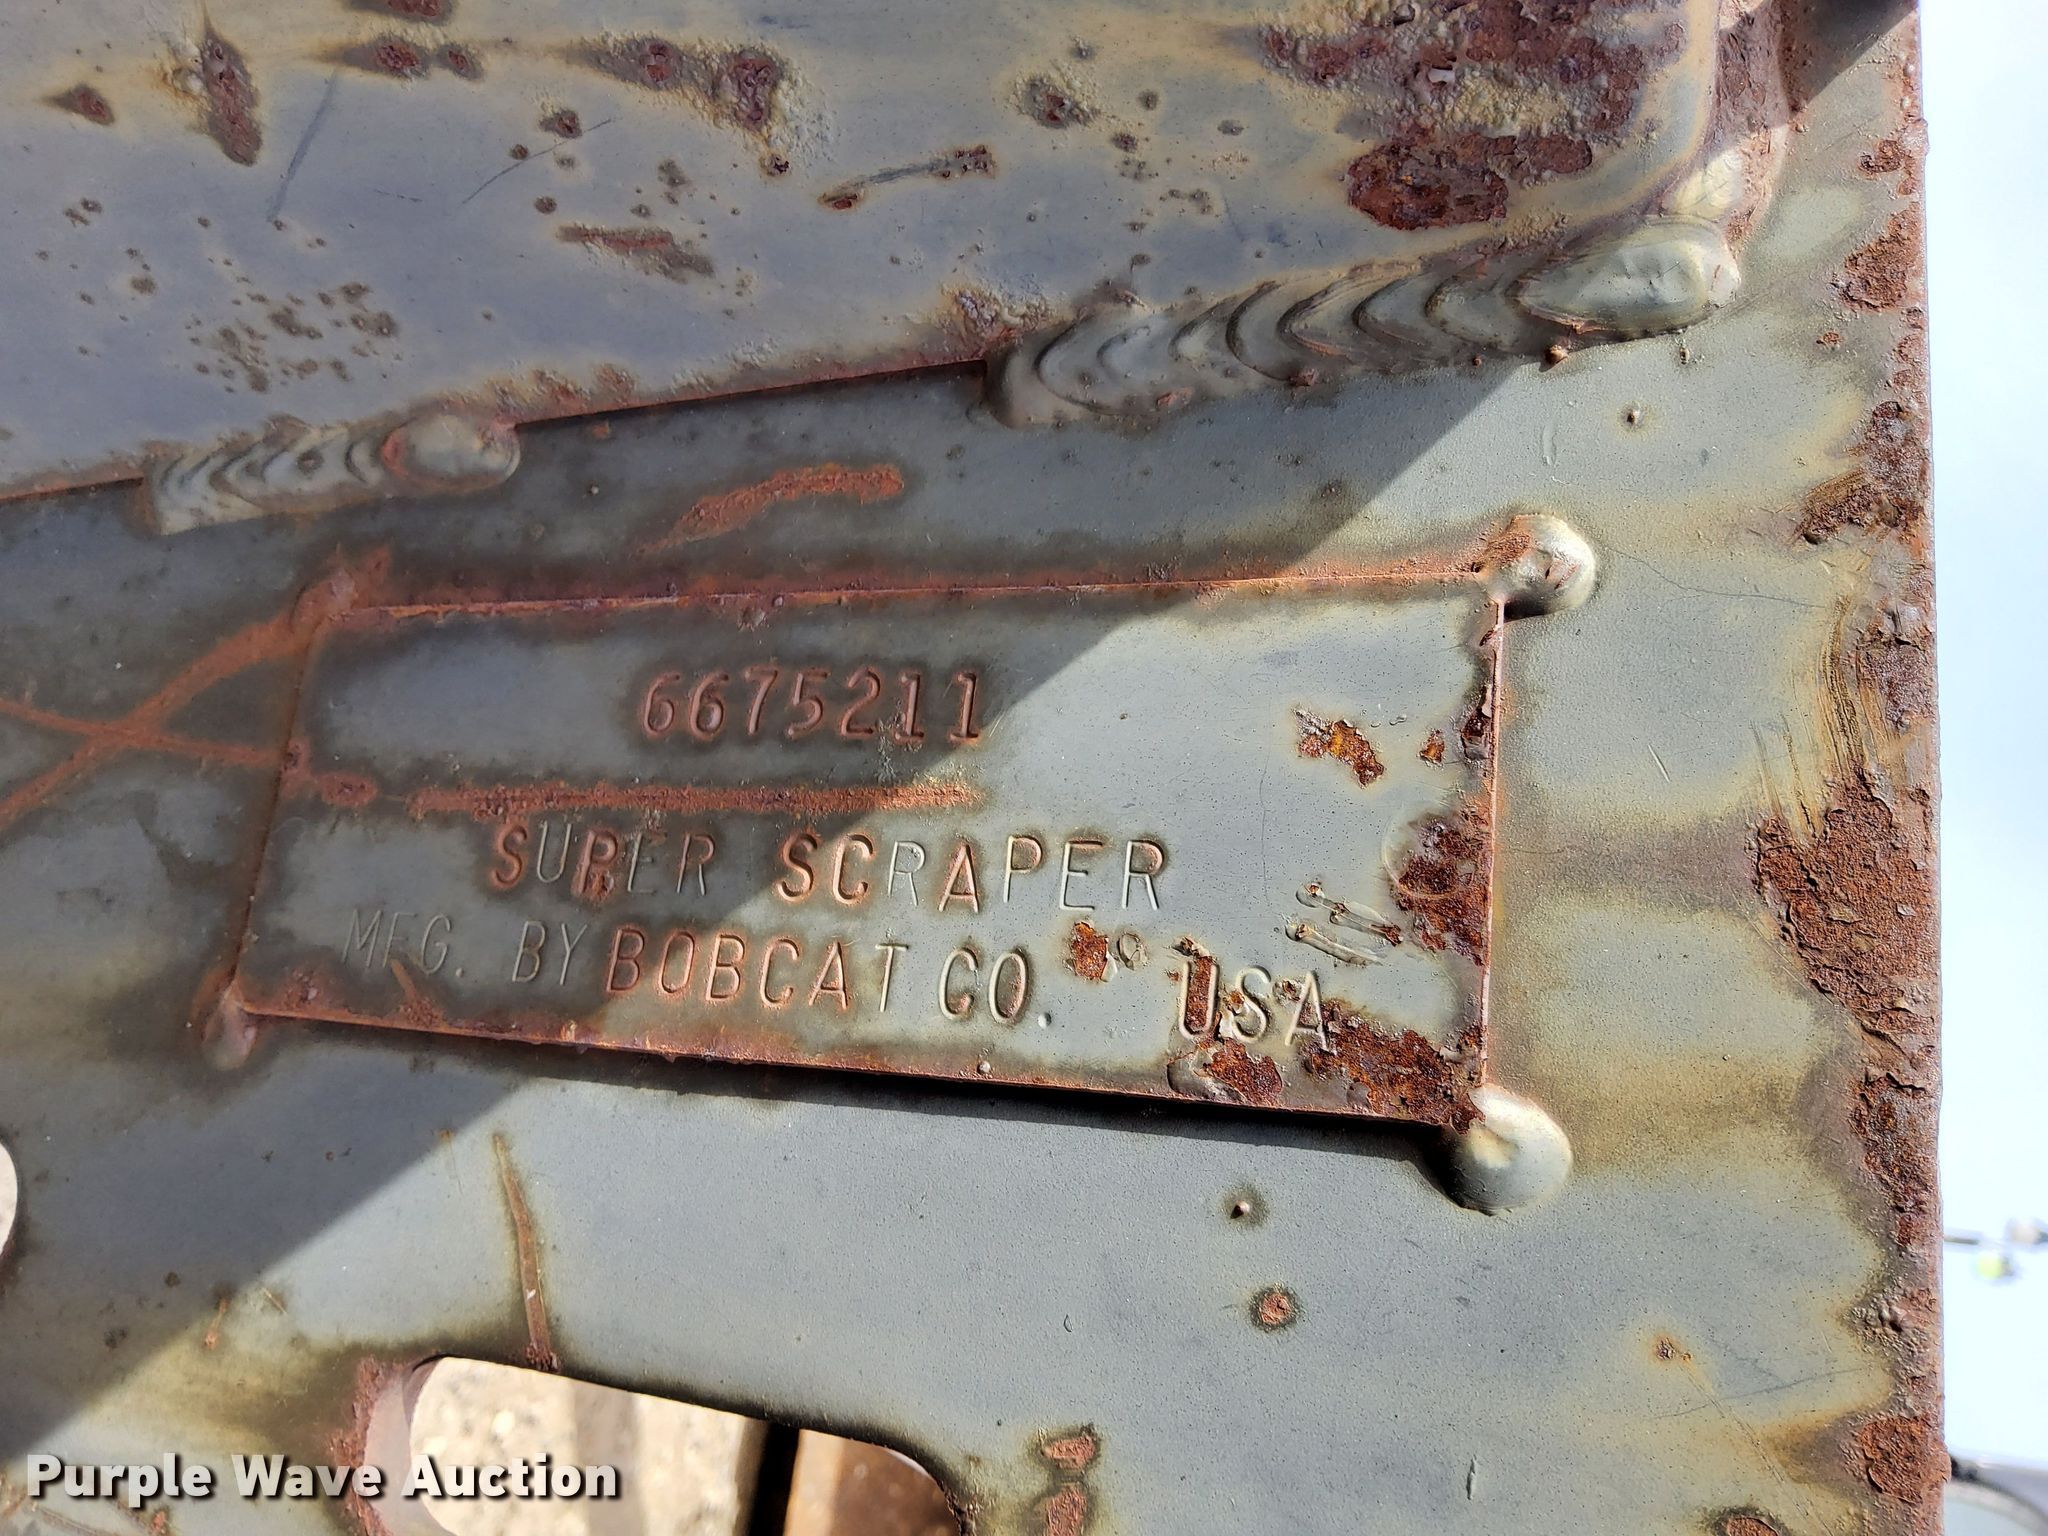 6675211
SUPER SCRAPER
MFG. BY BOBCAT CO. USA
Purple Wave Auction